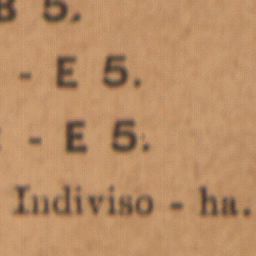 B 5.
- E 5.
- E 5.
Indiviso - ha.